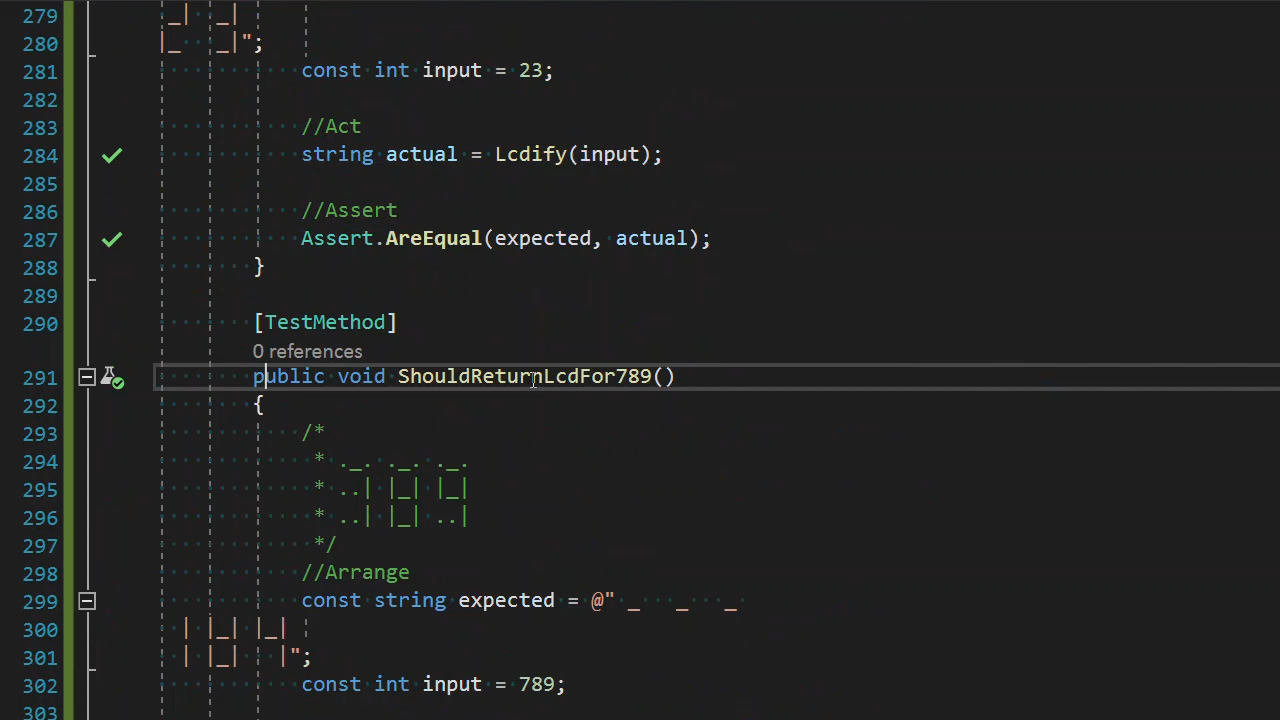 279  _|  _|
280 |_   _|";
281             const int input = 23;
282
283             //Act
284             string actual = Lcdify(input);
285
286             //Assert
287             Assert.AreEqual(expected, actual);
288         }
289
290         [TestMethod]
            0 references
291         public void ShouldReturnLcdFor789()
292         {
293             /*
294              * ._. ._. ._.
295              * ..| |_| |_|
296              * ..| |_| ..|
297              */
298             //Arrange
299             const string expected = @" _   _   _ 
300   | |_| |_|
301   | |_|   |";
302             const int input = 789;
303